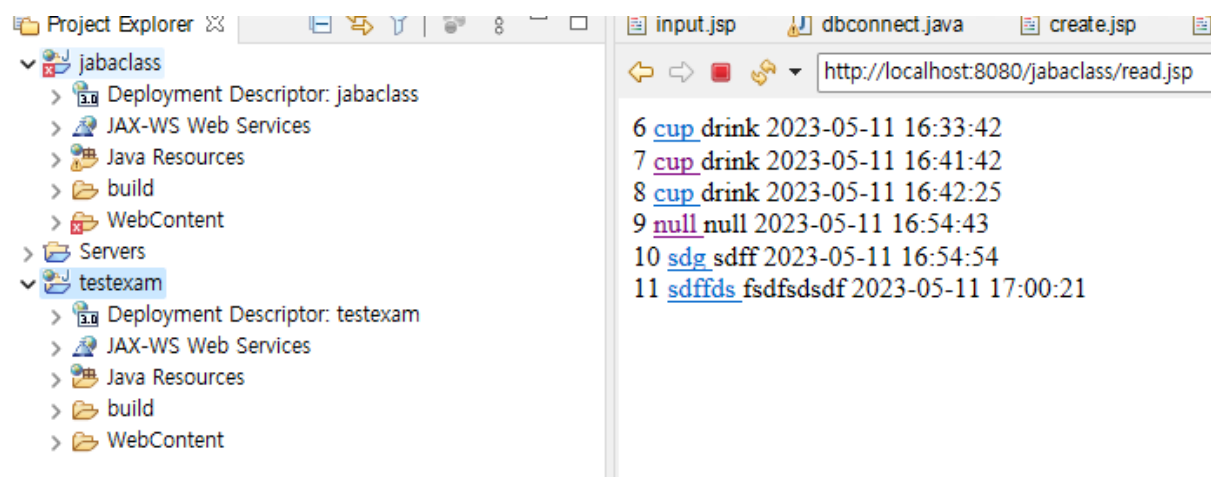 Project Explorer
jabaclass
3.0 Deployment Descriptor: jabaclass
JAX-WS Web Services
Java Resources
build
WebContent
Servers
testexam
3.0 Deployment Descriptor: testexam
JAX-WS Web Services
Java Resources
build
WebContent
input.jsp dbconnect.java create.jsp
http://localhost:8080/jabaclass/read.jsp
6 cup drink 2023-05-11 16:33:42
7 cup drink 2023-05-11 16:41:42
8 cup drink 2023-05-11 16:42:25
9 null null 2023-05-11 16:54:43
10 sdg sdff 2023-05-11 16:54:54
11 sdffds fsdfsdsdf 2023-05-11 17:00:21